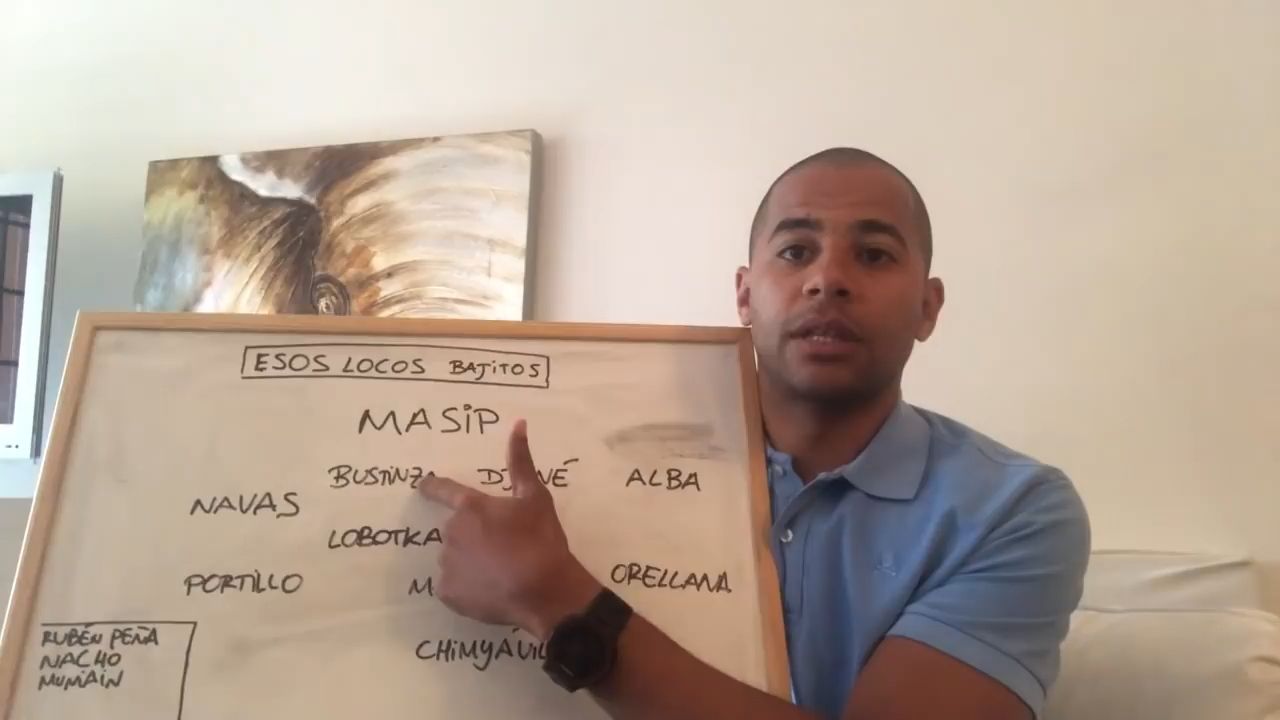 ESOS LOCOS BAJITOS
MASIP
BUSTINZA ALBA
NAVAS
LOBOTKA
PORTILLO ORELLANA
RUBÉN PEÑA
NACHO
MUNIAIN